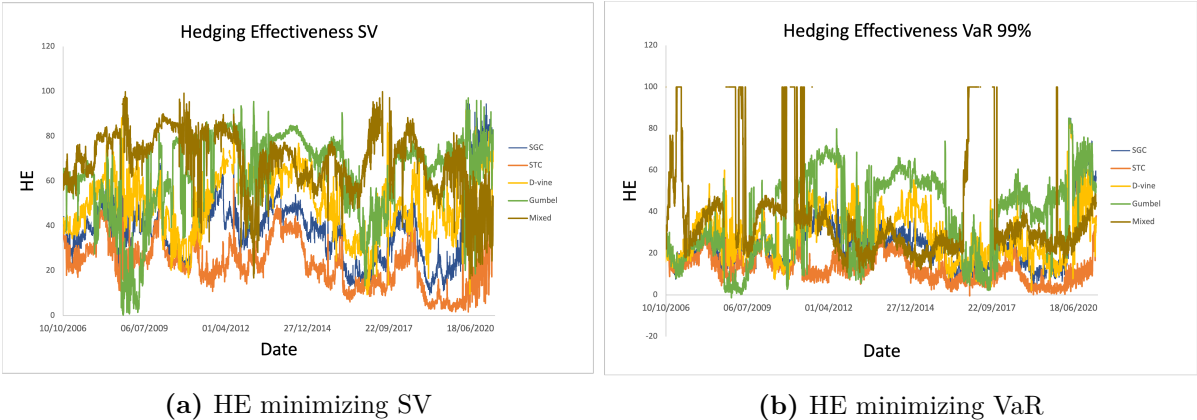 Hedging Effectiveness SV
120
100
80
60
40
20
0
HE
10/10/2006 06/07/2009 01/04/2012 27/12/2014 22/09/2017 18/06/2020
Date
SGC
STC
D-vine
Gumbel
Mixed
(a) HE minimizing SV
Hedging Effectiveness VaR 99%
120
100
80
60
40
20
0
-20
HE
10/10/2006 06/07/2009 01/04/2012 27/12/2014 22/09/2017 18/06/2020
Date
SGC
STC
D-vine
Gumbel
Mixed
(b) HE minimizing VaR